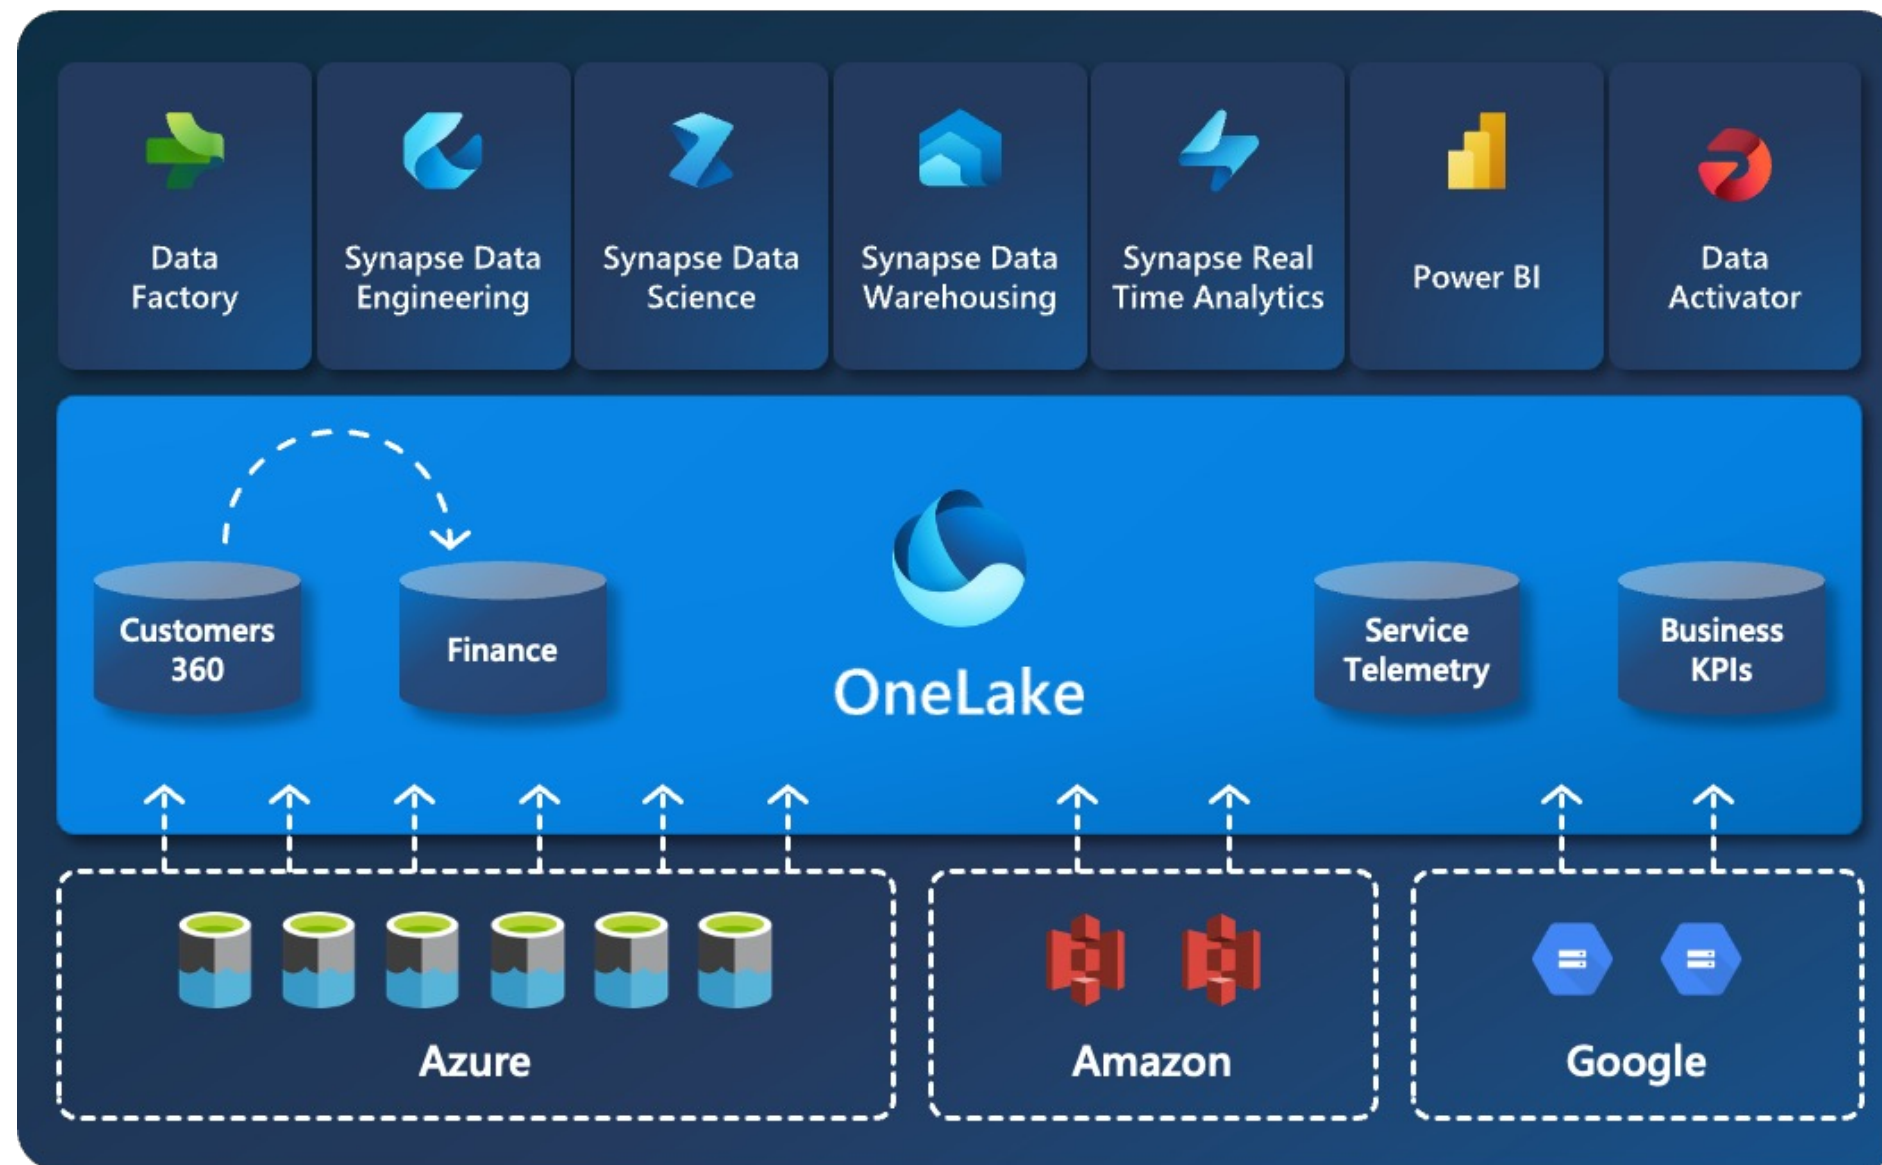 Data
Factory
Synapse Data
Engineering
Synapse Data
Science
Synapse Data
Warehousing
Synapse Real
Time Analytics
Power BI
Data
Activator
Customers
360
Finance
OneLake
Service
Telemetry
Business
KPIs
Azure
Amazon
Google